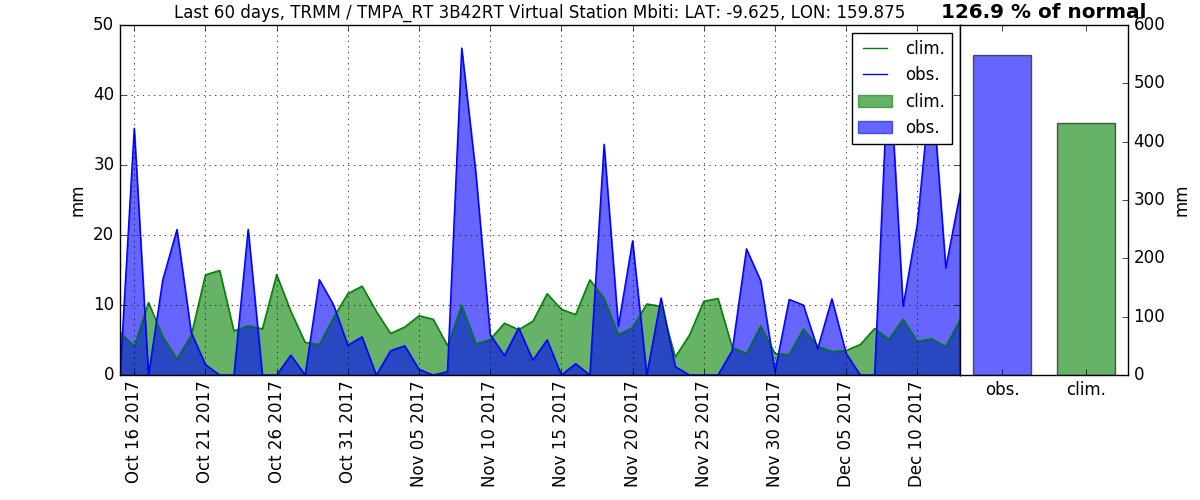 Last 60 days, TRMM / TMPA_RT 3B42RT Virtual Station Mbiti: LAT: -9.625, LON: 159.875
126.9 % of normal
50
40
30
20
10
0
mm
clim.
obs.
clim.
obs.
600
500
400
300
200
100
0
mm
obs.
clim.
Oct 16 2017
Oct 21 2017
Oct 26 2017
Oct 31 2017
Nov 05 2017
Nov 10 2017
Nov 15 2017
Nov 20 2017
Nov 25 2017
Nov 30 2017
Dec 05 2017
Dec 10 2017